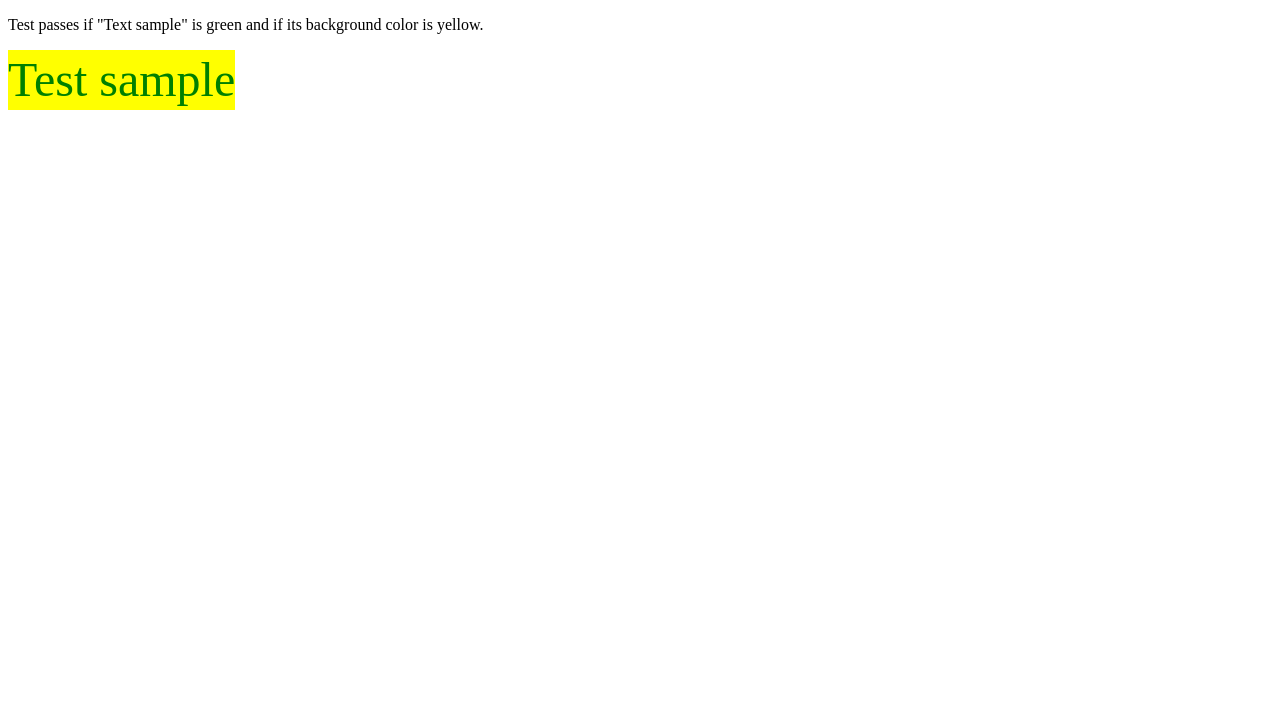 Test passes if "Text sample" is green and if its background color is yellow.
Test sample